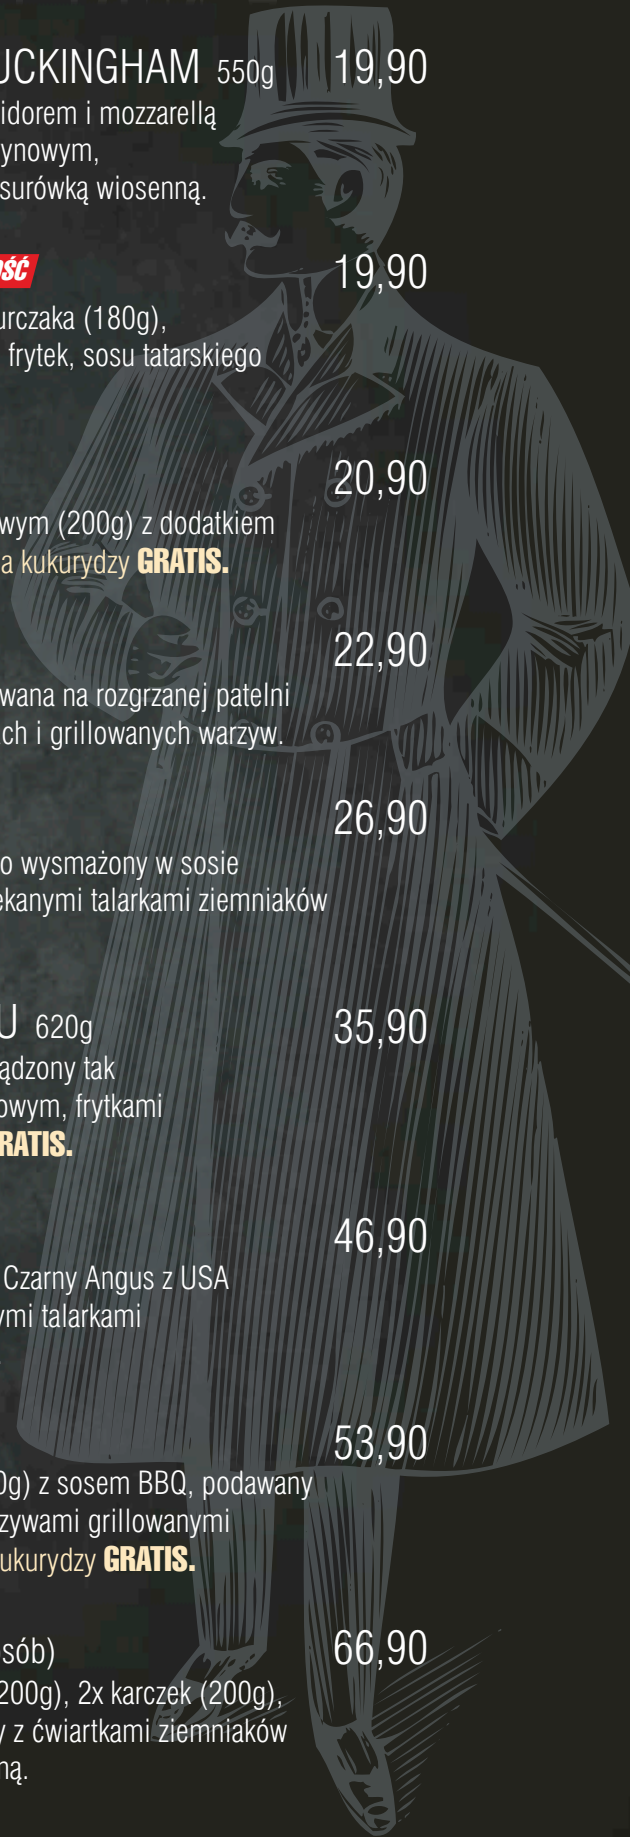 UCKINGHAM 550g 19,90
idorem i mozzarellą
ynowym,
surówką wiosenną.
OŚĆ 19,90
urczaka (180g),
frytek, sosu tatarskiego
20,90
wym (200g) z dodatkiem
a kukurydzy GRATIS.
22,90
wana na rozgrzanej patelni
ch i grillowanych warzyw.
26,90
o wysmażony w sosie
ekanymi talarkami ziemniaków
U 620g 35,90
ądzony tak
owym, frytkami
RATIS.
46,90
Czarny Angus z USA
ymi talarkami
.
53,90
0g) z sosem BBQ, podawany
zywami grillowanymi
ukurydzy GRATIS.
osób) 66,90
200g), 2x karczek (200g),
y z ćwiartkami ziemniaków
ną.